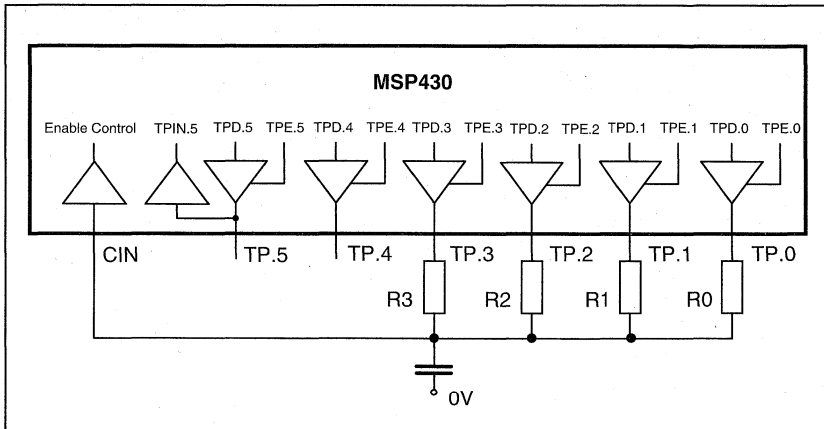 MSP430
Enable Control TPIN.5 TPD.5 TPE.5 TPD.4 TPE.4 TPD.3 TPE.3 TPD.2 TPE.2 TPD.1 TPE.1 TPD.0 TPE.0
CIN TP.5 TP.4 TP.3 TP.2 TP.1 TP.0
R3 R2 R1 R0
0V